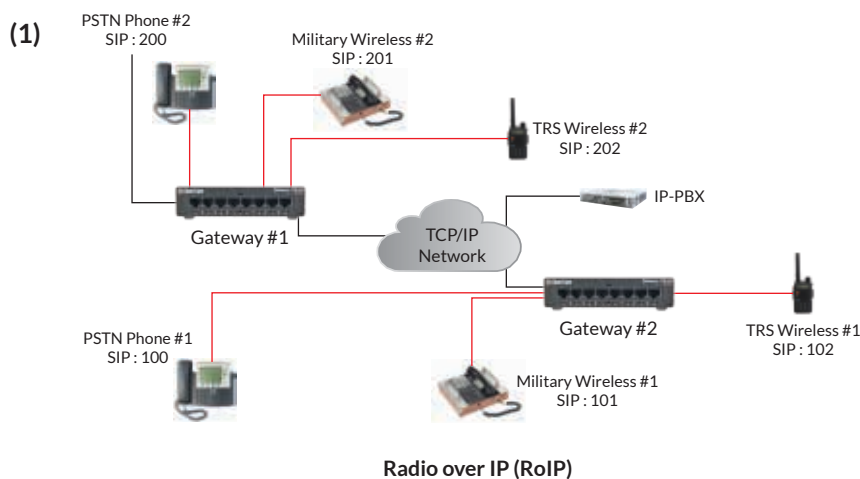 (1)
PSTN Phone #2
SIP : 200
Military Wireless #2
SIP : 201
TRS Wireless #2
SIP : 202
IP-PBX
Gateway #1
TCP/IP
Network
Gateway #2
TRS Wireless #1
SIP : 102
PSTN Phone #1
SIP : 100
Military Wireless #1
SIP : 101
Radio over IP (RoIP)